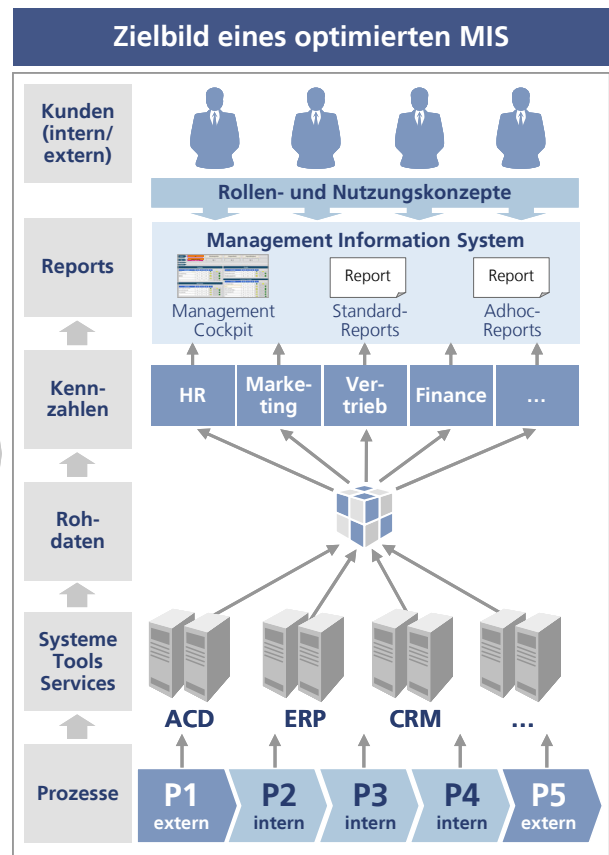 Zielbild eines optimierten MIS
Kunden
(intern/
extern)
Rollen- und Nutzungskonzepte
Reports
Management Information System
Report
Report
Management
Cockpit
Standard-
Reports
Adhoc-
Reports
Kenn-
zahlen
HR
Marke-
ting
Ver-
trieb
Finance
...
Roh-
daten
Systeme
Tools
Services
ACD
ERP
CRM
...
Prozesse
P1
extern
P2
intern
P3
intern
P4
intern
P5
extern